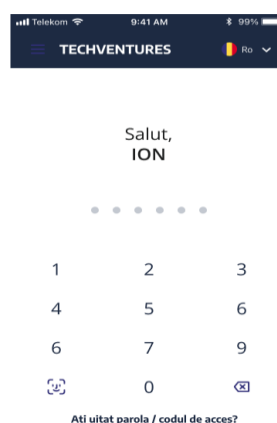 Telekom 9:41 AM 99%
TECHVENTURES Ro
Salut,
ION
1 2 3
4 5 6
6 7 9
0
Ati uitat parola / codul de acces?